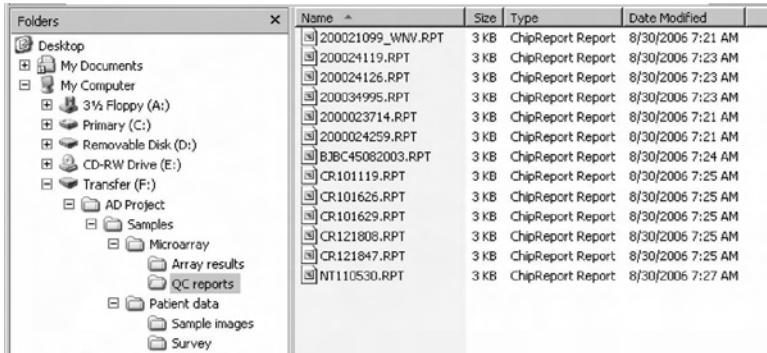 Folders
Desktop
My Documents
My Computer
3½ Floppy (A:)
Primary (C:)
Removable Disk (D:)
CD-RW Drive (E:)
Transfer (F:)
AD Project
Samples
Microarray
Array results
QC reports
Patient data
Sample images
Survey
Name Size Type Date Modified
200021099_WNV.RPT 3 KB ChipReport Report 8/30/2006 7:21 AM
200024119.RPT 3 KB ChipReport Report 8/30/2006 7:23 AM
200024126.RPT 3 KB ChipReport Report 8/30/2006 7:23 AM
200034995.RPT 3 KB ChipReport Report 8/30/2006 7:23 AM
2000023714.RPT 3 KB ChipReport Report 8/30/2006 7:21 AM
2000024259.RPT 3 KB ChipReport Report 8/30/2006 7:21 AM
BJBC45082003.RPT 3 KB ChipReport Report 8/30/2006 7:24 AM
CR101119.RPT 3 KB ChipReport Report 8/30/2006 7:25 AM
CR101626.RPT 3 KB ChipReport Report 8/30/2006 7:25 AM
CR101629.RPT 3 KB ChipReport Report 8/30/2006 7:25 AM
CR121808.RPT 3 KB ChipReport Report 8/30/2006 7:25 AM
CR121847.RPT 3 KB ChipReport Report 8/30/2006 7:25 AM
NT110530.RPT 3 KB ChipReport Report 8/30/2006 7:27 AM